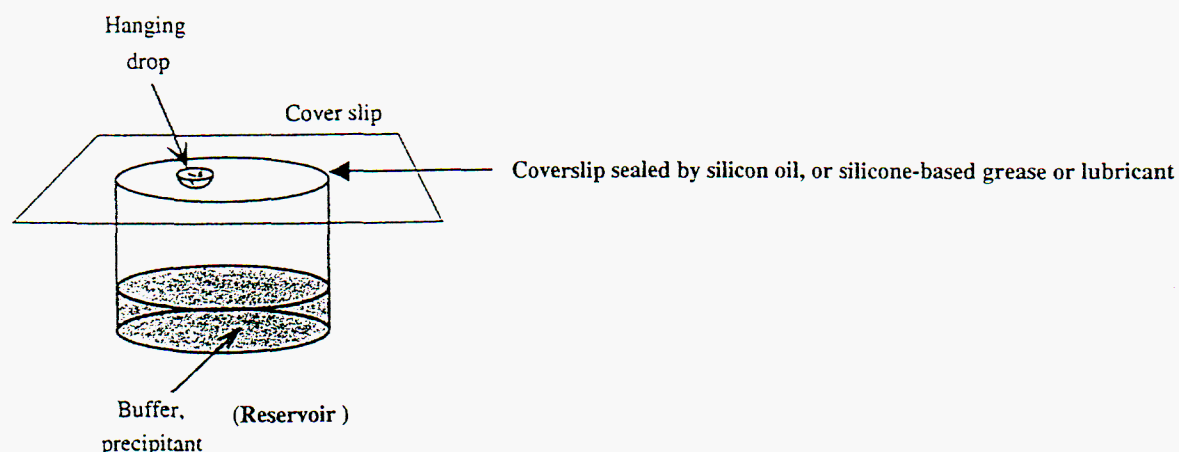 Hanging
drop
Cover slip
Coverslip sealed by silicon oil, or silicone-based grease or lubricant
Buffer,
precipitant
(Reservoir )